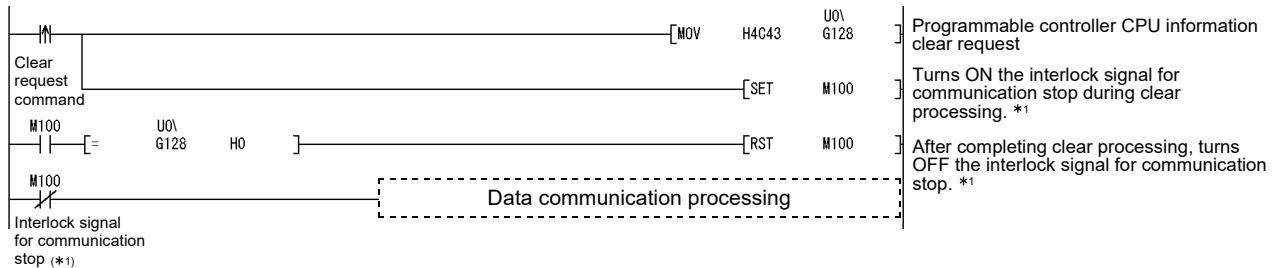 U0\
[MOV H4C43 G128 ]
Programmable controller CPU information
clear request
Clear
request
command
[SET M100 ]
Turns ON the interlock signal for
communication stop during clear
processing. *1
M100 U0\
[= G128 H0 ]
[RST M100 ]
After completing clear processing, turns
OFF the interlock signal for communication
stop. *1
M100
Data communication processing
Interlock signal
for communication
stop (*1)